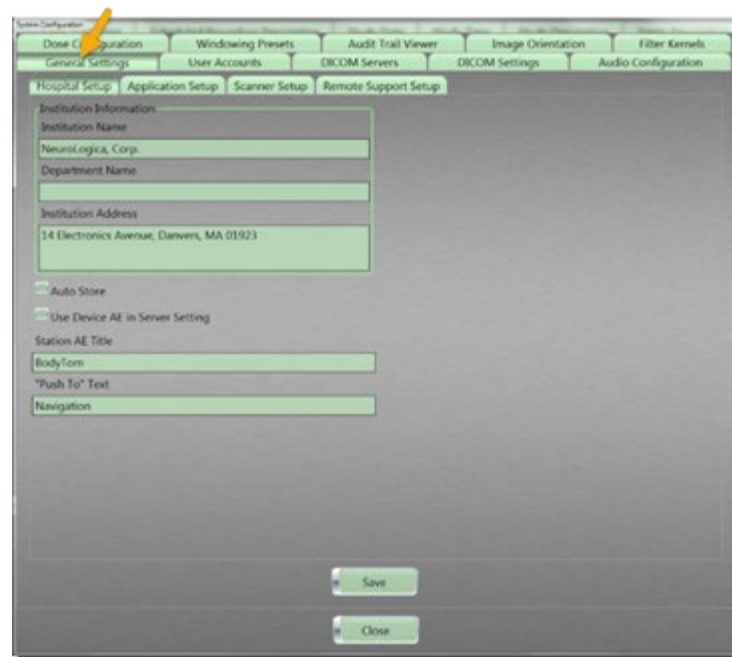 System Configuration
Dose Configuration Windowing Presets Audit Trail Viewer Image Orientation Filter Kernels
General Settings User Accounts DICOM Servers DICOM Settings Audio Configuration
Hospital Setup Application Setup Scanner Setup Remote Support Setup
Institution Information
Institution Name
NeuroLogica, Corp.
Department Name
Institution Address
14 Electronics Avenue, Danvers, MA 01923
Auto Store
Use Device AE in Server Setting
Station AE Title
BodyTom
"Push To" Text
Navigation
Save
Close